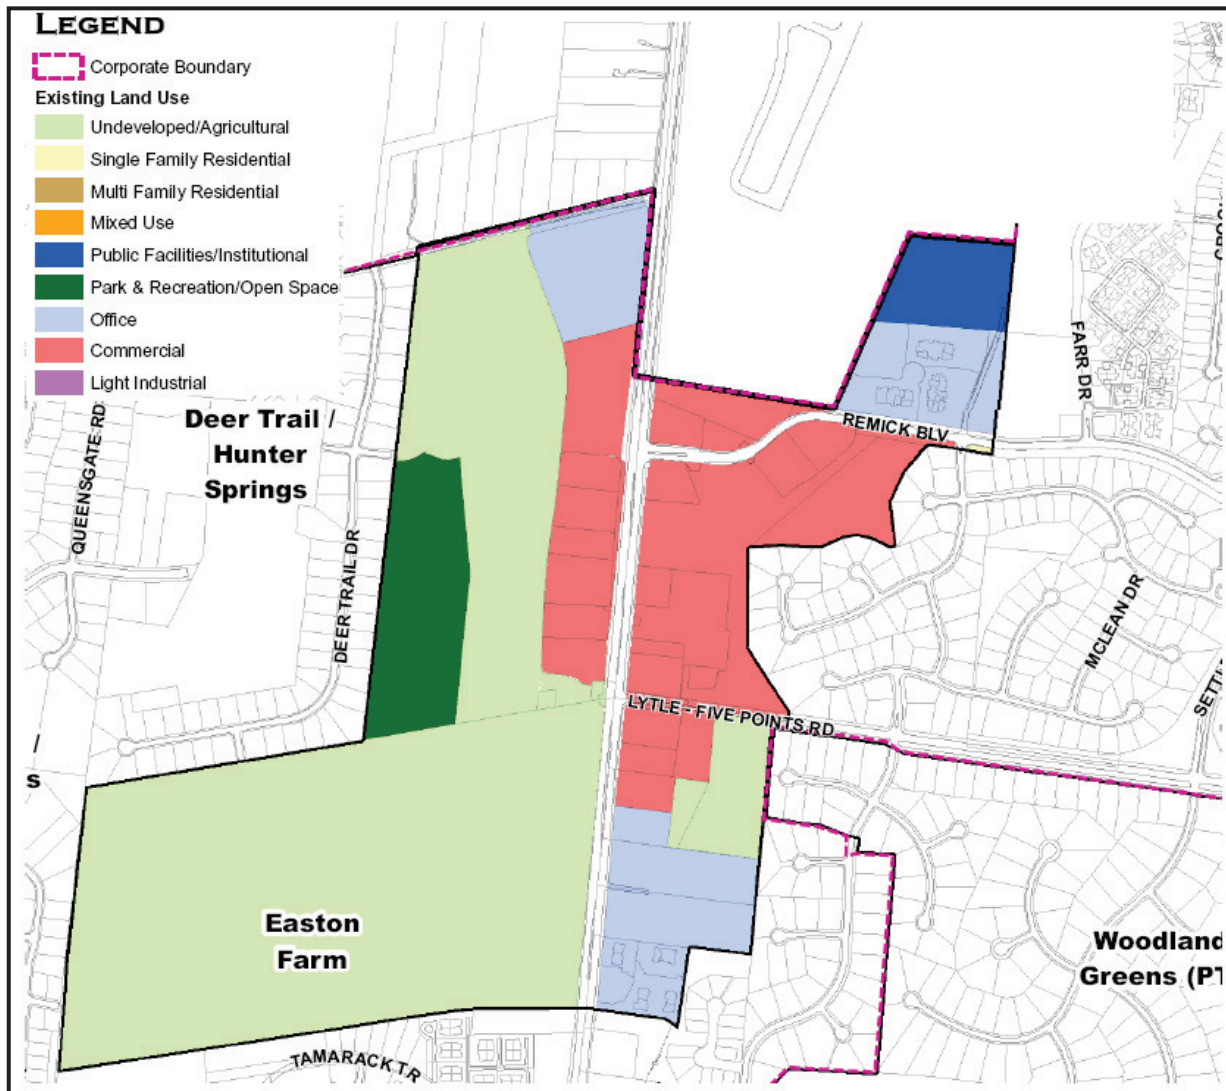 LEGEND
Corporate Boundary
Existing Land Use
Undeveloped/Agricultural
Single Family Residential
Multi Family Residential
Mixed Use
Public Facilities/Institutional
Park & Recreation/Open Space
Office
Commercial
Light Industrial
Deer Trail /
Hunter
Springs
QUEENSGATE RD
DEER TRAIL DR
REMICK BLV
FARR DR
MCLEAN DR
LYTLE - FIVE POINTS RD
SETTL
/
s
Easton
Farm
Woodland
Greens (PT
TAMARACK TR